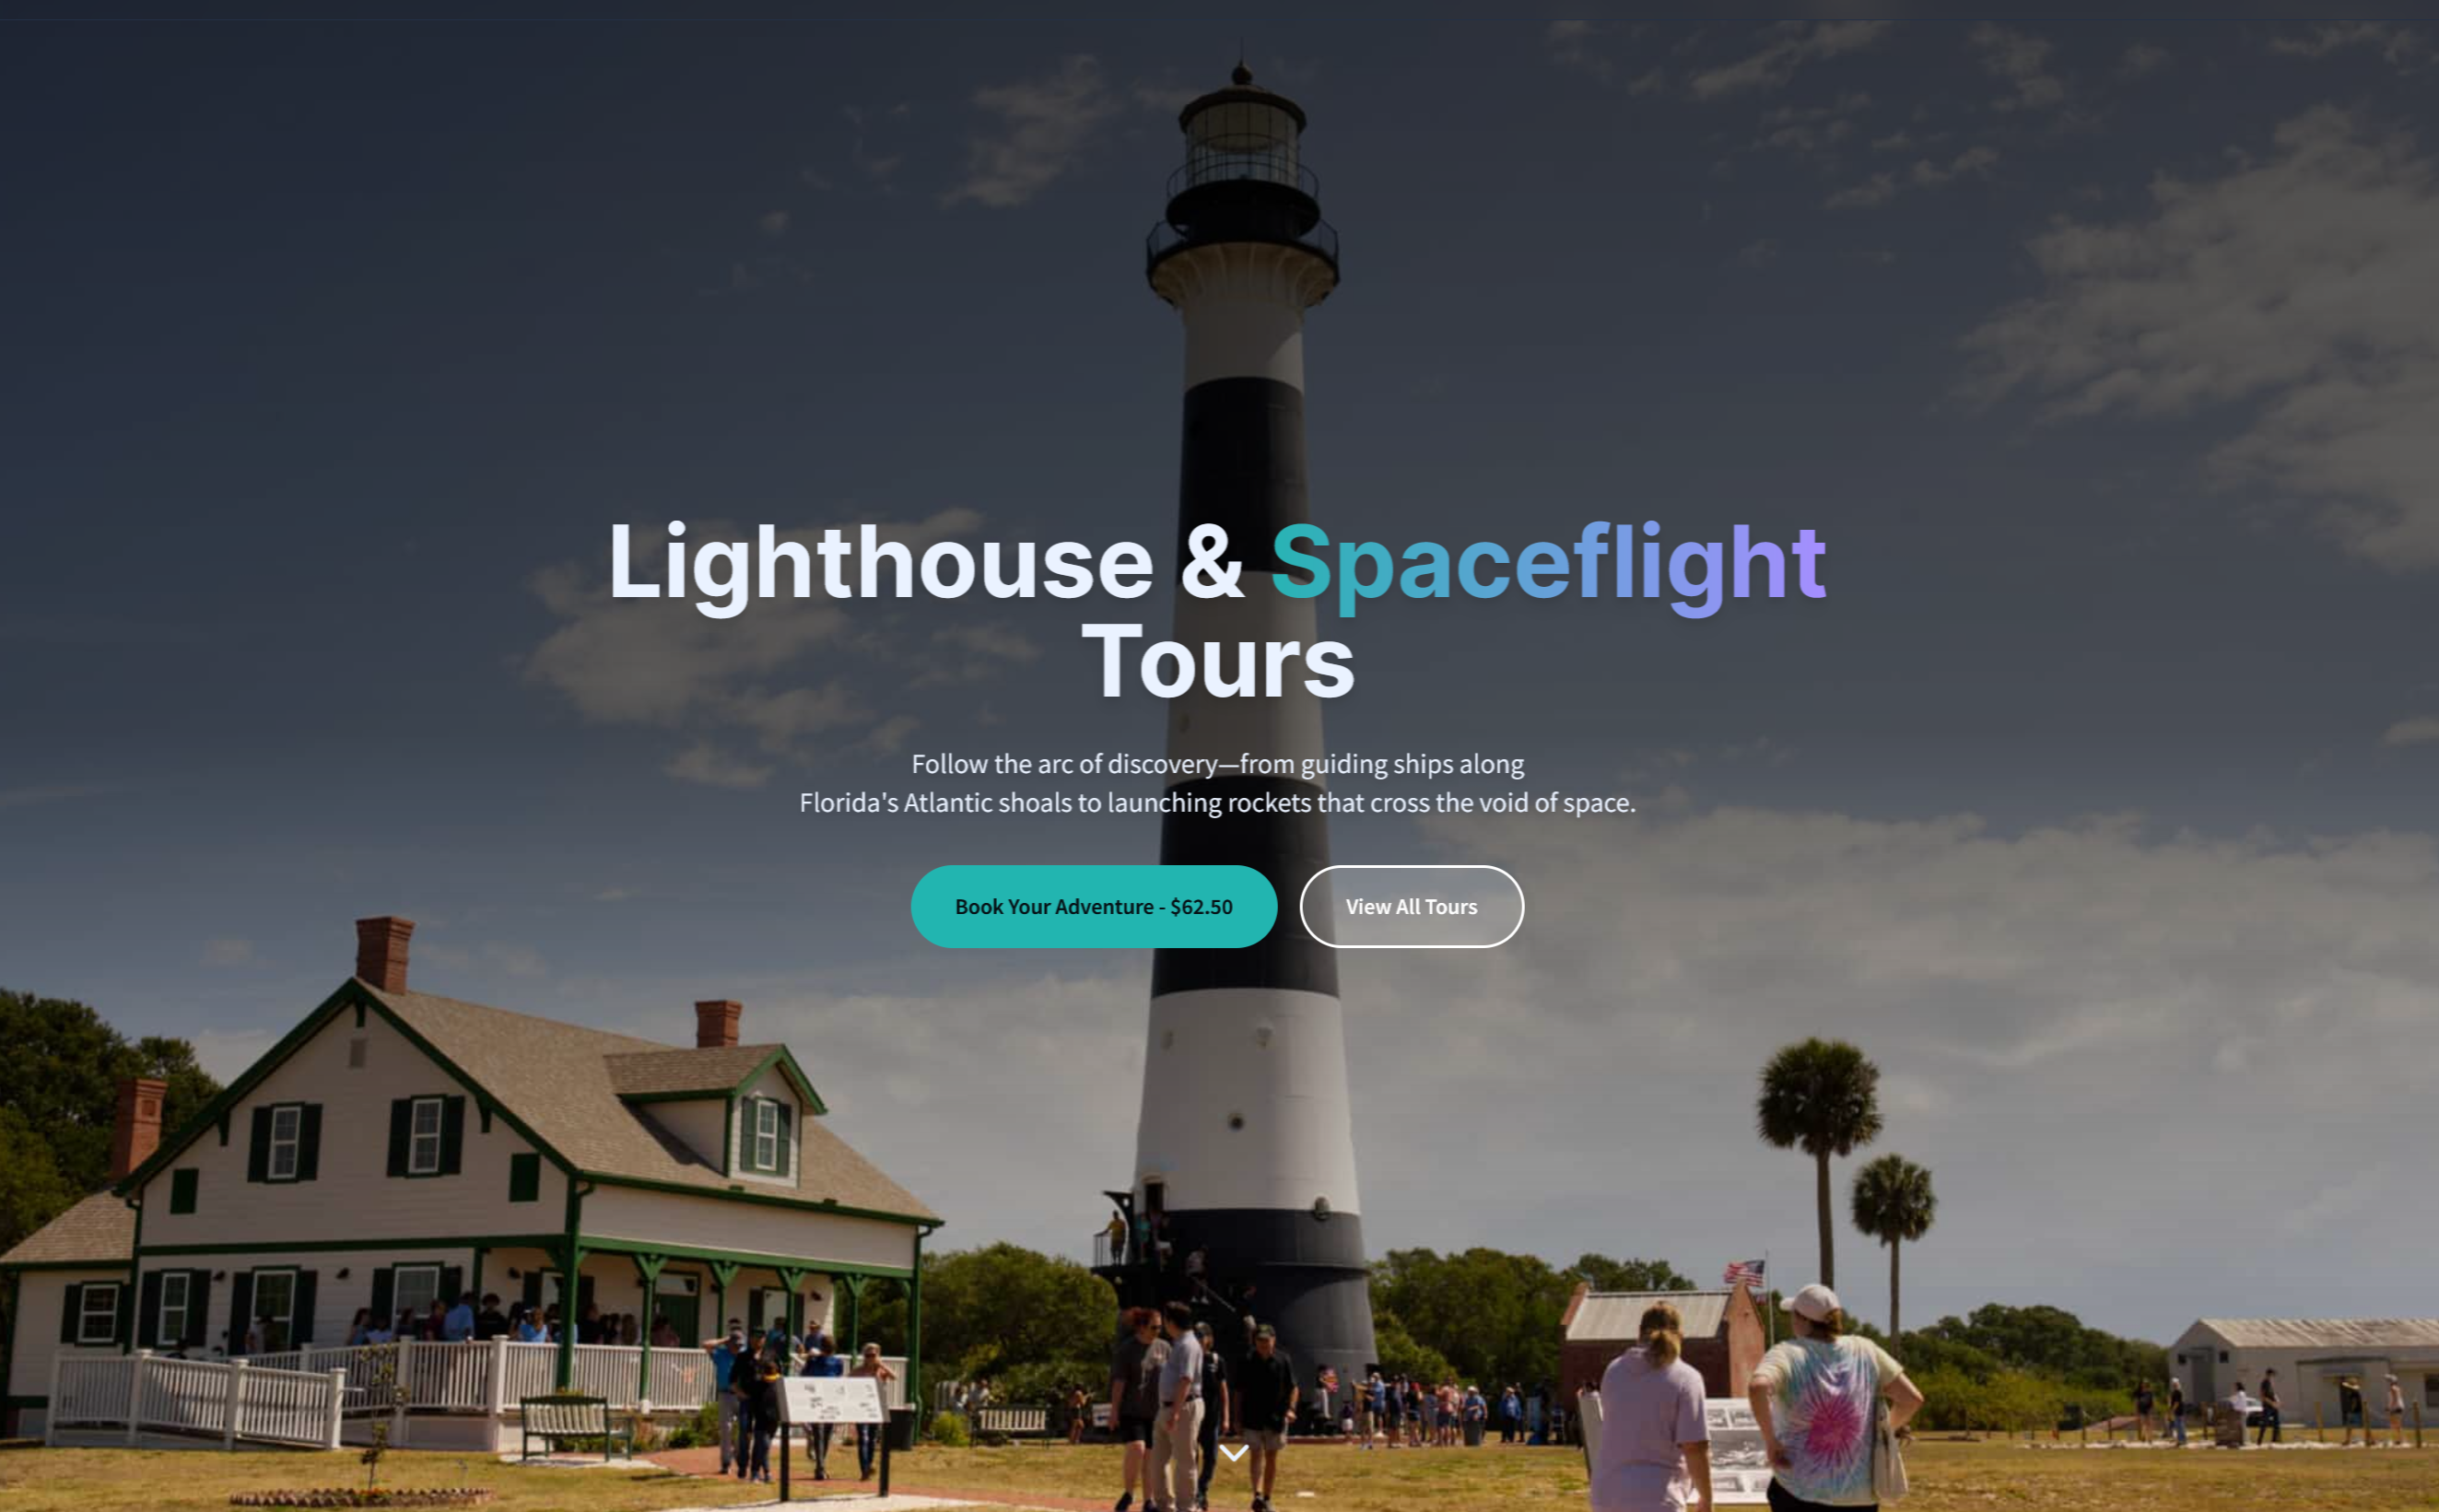 Lighthouse & Spaceflight
Tours
Follow the arc of discovery—from guiding ships along
Florida's Atlantic shoals to launching rockets that cross the void of space.
Book Your Adventure - $62.50
View All Tours